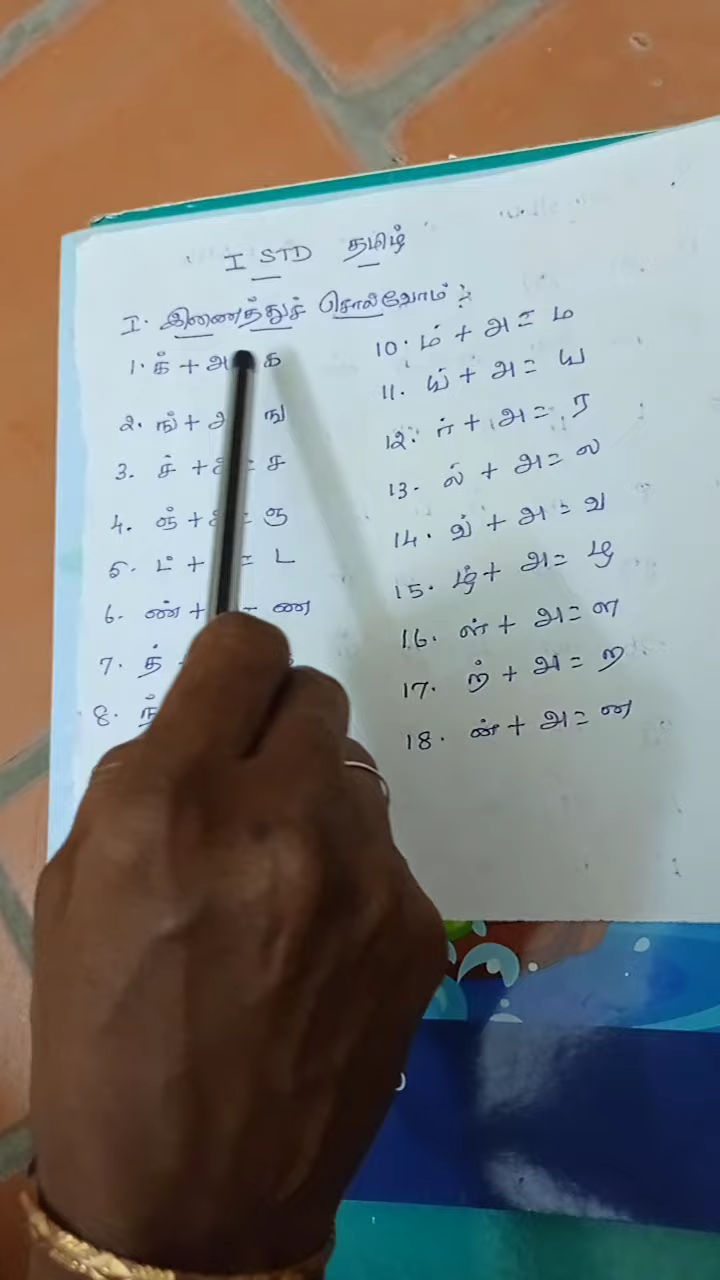 I STD தமிழ்
I. இணைத்துச் சொல்வோம் :
1. க் + அ க
2. ங் + ங
3. ச் + = ச
4. ஞ் + = ஞ
5. ட் + = ட
6. ண் + = ண
7. த்
8. ந்
10. ம் + அ = ம
11. ய் + அ = ய
12. ர் + அ = ர
13. ல் + அ = ல
14. வ் + அ = வ
15. ழ் + அ = ழ
16. ள் + அ = ள
17. ற் + அ = ற
18. ன் + அ = ன